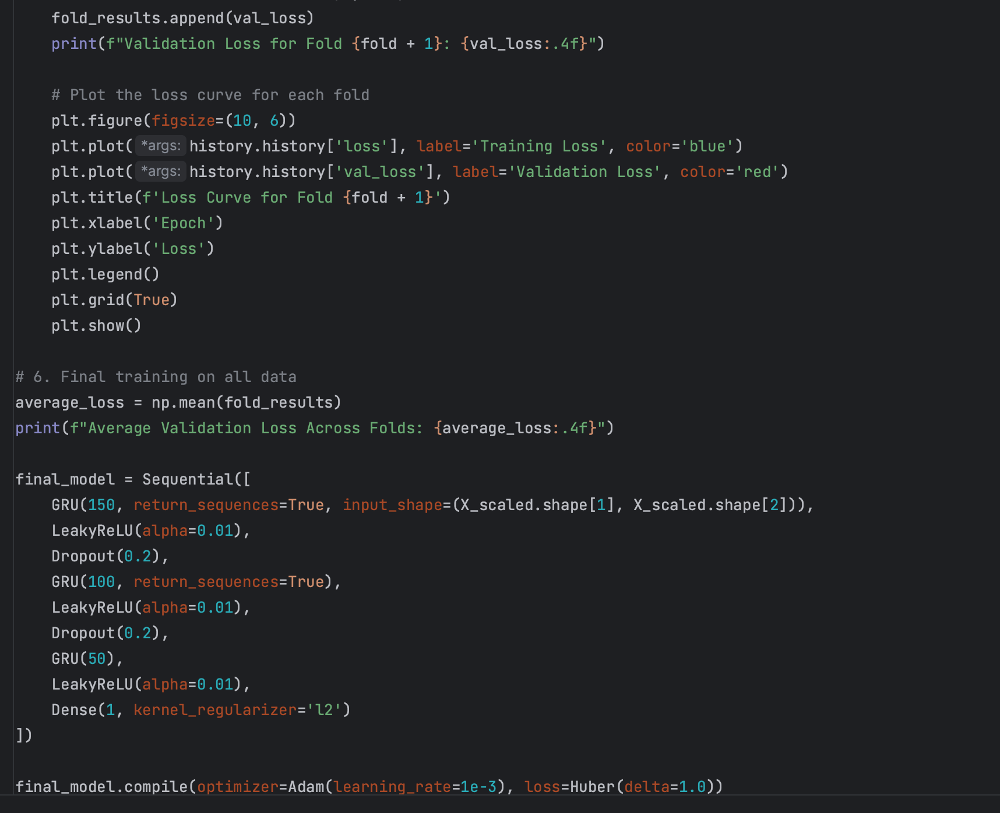 fold_results.append(val_loss)
print(f"Validation Loss for Fold {fold + 1}: {val_loss:.4f}")
# Plot the loss curve for each fold
plt.figure(figsize=(10, 6))
plt.plot( *args: history.history['loss'], label='Training Loss', color='blue')
plt.plot( *args: history.history['val_loss'], label='Validation Loss', color='red')
plt.title(f'Loss Curve for Fold {fold + 1}')
plt.xlabel('Epoch')
plt.ylabel('Loss')
plt.legend()
plt.grid(True)
plt.show()
# 6. Final training on all data
average_loss = np.mean(fold_results)
print(f"Average Validation Loss Across Folds: {average_loss:.4f}")
final_model = Sequential([
GRU(150, return_sequences=True, input_shape=(X_scaled.shape[1], X_scaled.shape[2])),
LeakyReLU(alpha=0.01),
Dropout(0.2),
GRU(100, return_sequences=True),
LeakyReLU(alpha=0.01),
Dropout(0.2),
GRU(50),
LeakyReLU(alpha=0.01),
Dense(1, kernel_regularizer='l2')
])
final_model.compile(optimizer=Adam(learning_rate=1e-3), loss=Huber(delta=1.0))